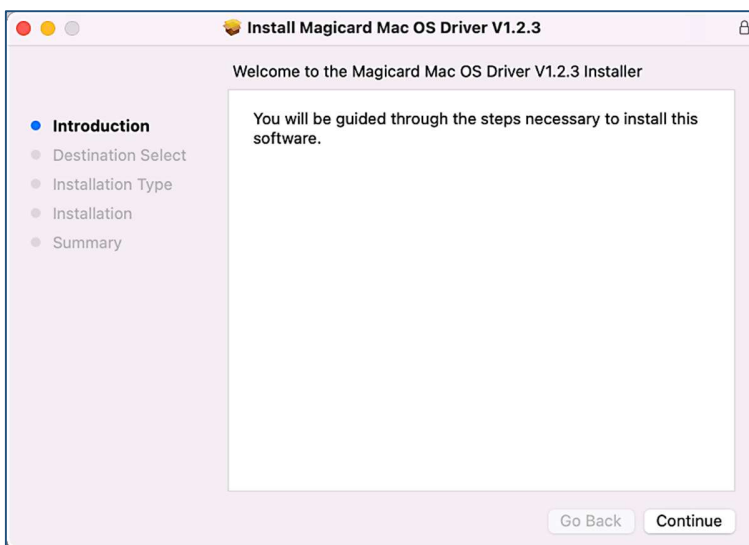 Install Magicard Mac OS Driver V1.2.3
Welcome to the Magicard Mac OS Driver V1.2.3 Installer
Introduction
Destination Select
Installation Type
Installation
Summary
You will be guided through the steps necessary to install this
software.
Go Back
Continue